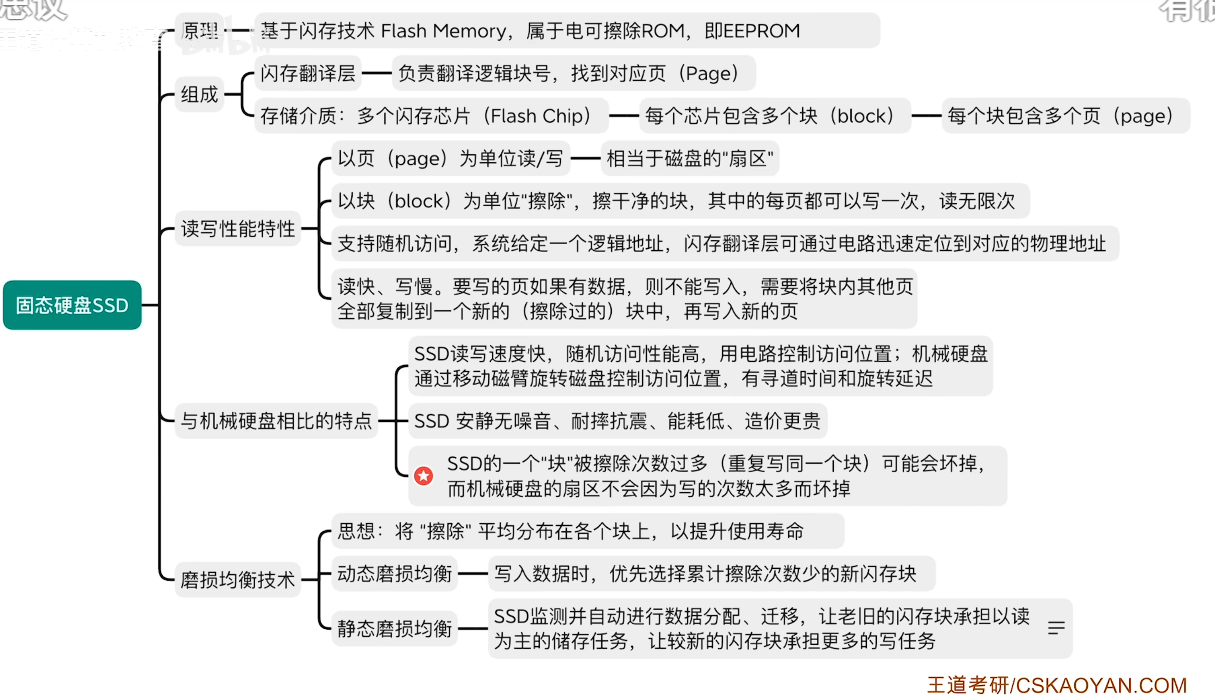 思议
有很
原理
基于闪存技术 Flash Memory，属于电可擦除ROM，即EEPROM
组成
闪存翻译层
负责翻译逻辑块号，找到对应页（Page）
存储介质：多个闪存芯片（Flash Chip）
每个芯片包含多个块（block）
每个块包含多个页（page）
读写性能特性
以页（page）为单位读/写
相当于磁盘的"扇区"
以块（block）为单位"擦除"，擦干净的块，其中的每页都可以写一次，读无限次
支持随机访问，系统给定一个逻辑地址，闪存翻译层可通过电路迅速定位到对应的物理地址
读快、写慢。要写的页如果有数据，则不能写入，需要将块内其他页
全部复制到一个新的（擦除过的）块中，再写入新的页
固态硬盘SSD
与机械硬盘相比的特点
SSD读写速度快，随机访问性能高，用电路控制访问位置；机械硬盘
通过移动磁臂旋转磁盘控制访问位置，有寻道时间和旋转延迟
SSD 安静无噪音、耐摔抗震、能耗低、造价更贵
SSD的一个"块"被擦除次数过多（重复写同一个块）可能会坏掉，
而机械硬盘的扇区不会因为写的次数太多而坏掉
磨损均衡技术
思想：将 "擦除" 平均分布在各个块上，以提升使用寿命
动态磨损均衡
写入数据时，优先选择累计擦除次数少的新闪存块
静态磨损均衡
SSD监测并自动进行数据分配、迁移，让老旧的闪存块承担以读
为主的储存任务，让较新的闪存块承担更多的写任务
王道考研/CSKAOYAN.COM